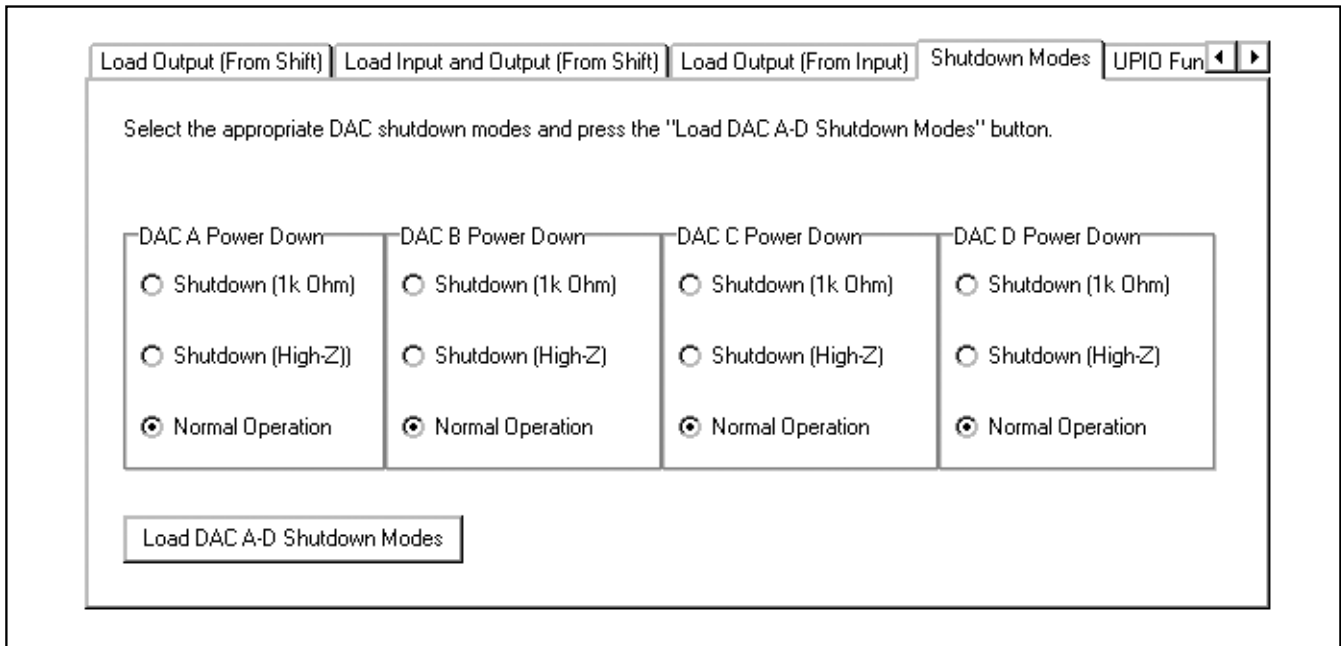 Load Output (From Shift) Load Input and Output (From Shift) Load Output (From Input) Shutdown Modes UPIO Fun
Select the appropriate DAC shutdown modes and press the "Load DAC A-D Shutdown Modes" button.
DAC A Power Down DAC B Power Down DAC C Power Down DAC D Power Down
Shutdown (1k Ohm) Shutdown (1k Ohm) Shutdown (1k Ohm) Shutdown (1k Ohm)
Shutdown (High-Z)) Shutdown (High-Z) Shutdown (High-Z) Shutdown (High-Z)
Normal Operation Normal Operation Normal Operation Normal Operation
Load DAC A-D Shutdown Modes